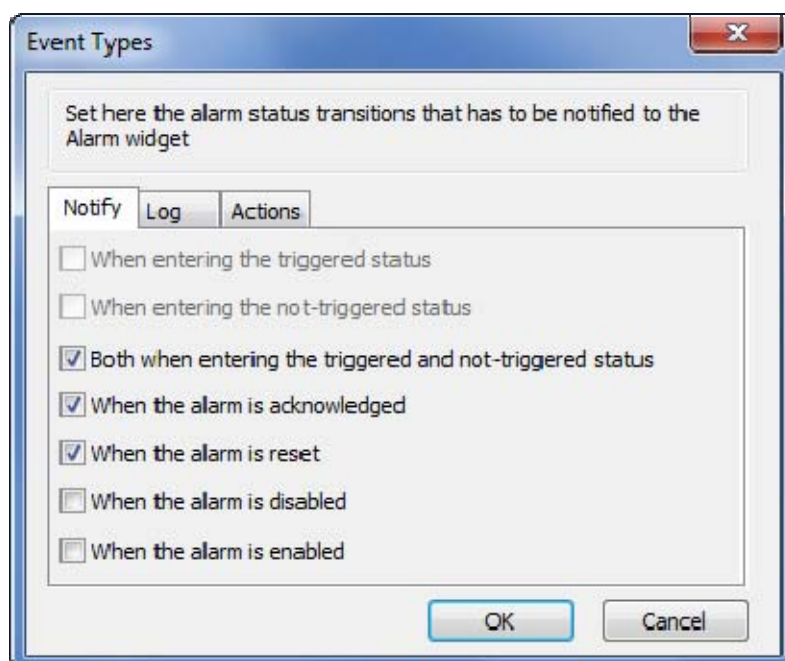 Event Types
Set here the alarm status transitions that has to be notified to the
Alarm widget
Notify Log Actions
When entering the triggered status
When entering the not-triggered status
Both when entering the triggered and not-triggered status
When the alarm is acknowledged
When the alarm is reset
When the alarm is disabled
When the alarm is enabled
OK Cancel